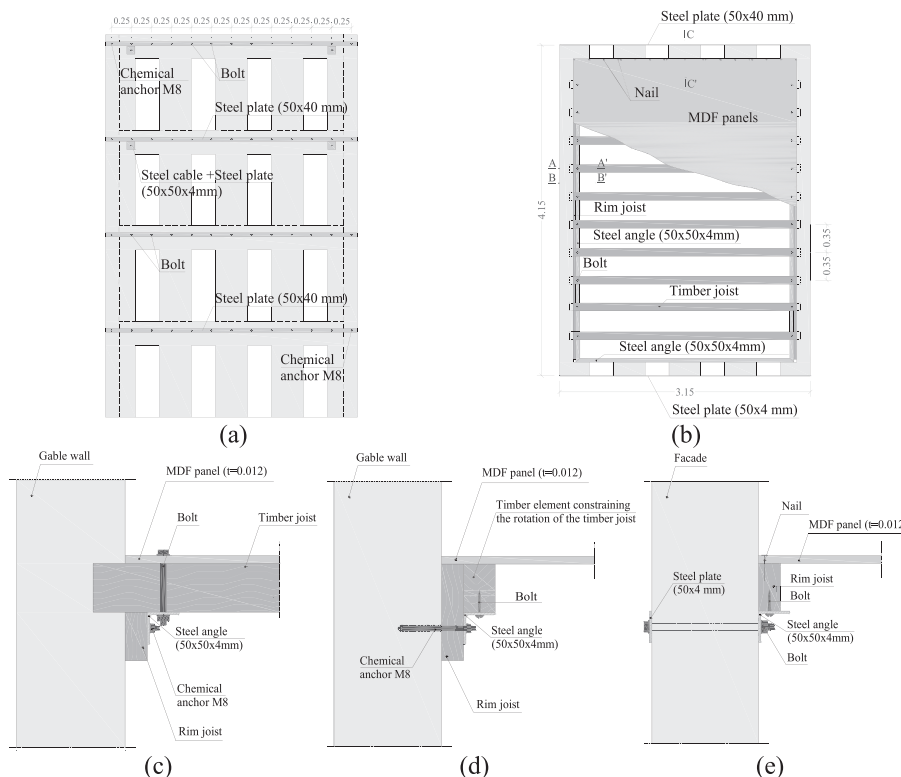 0.25 0.25 0.25 0.25 0.25 0.25 0.25 0.25 0.25 0.25 0.25
Chemical
anchor M8
Bolt
Steel plate (50x40 mm)
Steel cable +Steel plate
(50x50x4mm)
Bolt
Steel plate (50x40 mm)
Chemical
anchor M8
(a)
Steel plate (50x40 mm)
C
Nail
C'
MDF panels
A A'
B B'
Rim joist
Steel angle (50x50x4mm)
Bolt
Timber joist
Steel angle (50x50x4mm)
4.15
0.35
0.35
3.15
Steel plate (50x4 mm)
(b)
Gable wall
MDF panel (t=0.012)
Bolt
Timber joist
Steel angle
(50x50x4mm)
Chemical
anchor M8
Rim joist
(c)
Gable wall
MDF panel (t=0.012)
Timber element constraining
the rotation of the timber joist
Bolt
Steel angle
(50x50x4mm)
Chemical
anchor M8
Rim joist
(d)
Facade
Nail
MDF panel (t=0.012
Steel plate
(50x4 mm)
Rim joist
Bolt
Steel angle
(50x50x4mm)
Bolt
(e)